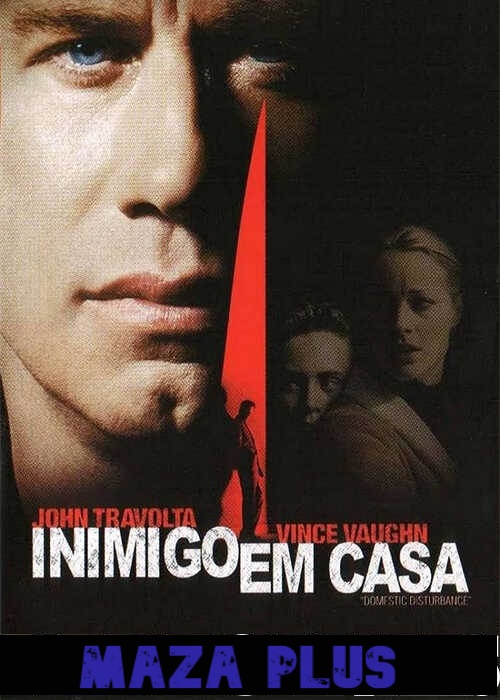 JOHN TRAVOLTA
VINCE VAUGHN
INIMIGO EM CASA
"DOMESTIC DISTURBANCE"
MAZA PLUS